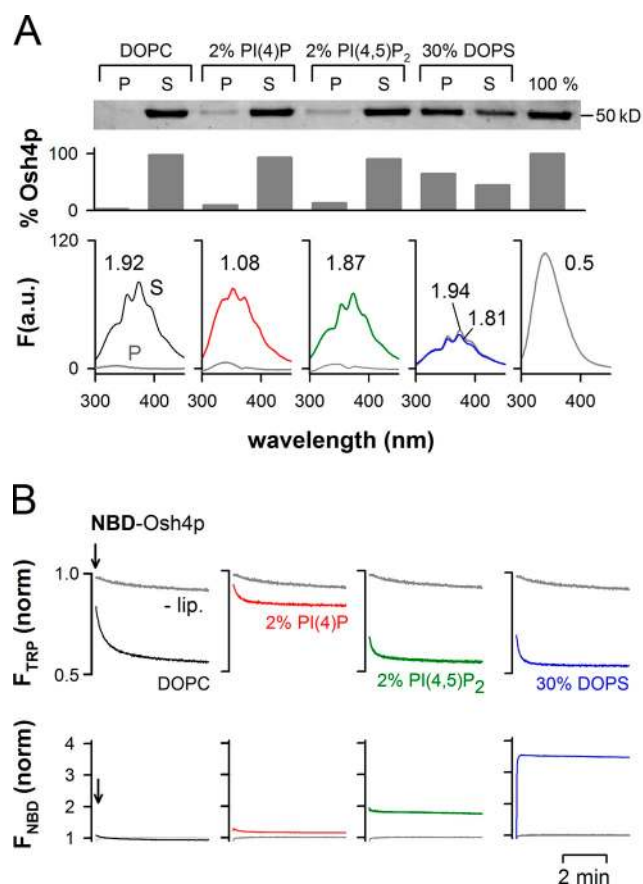 A
DOPC 2% PI(4)P 2% PI(4,5)P2 30% DOPS
P S P S P S P S 100 %
50 kD
% Osh4p
100
0
F(a.u.)
120
0
1.92 1.08 1.87 1.94 1.81 0.5
S
P
300 400 300 400 300 400 300 400 300 400
wavelength (nm)
B
NBD-Osh4p
FTRP (norm)
1.0
0.5
- lip.
DOPC 2% PI(4)P 2% PI(4,5)P2 30% DOPS
FNBD (norm)
4
3
2
1
2 min